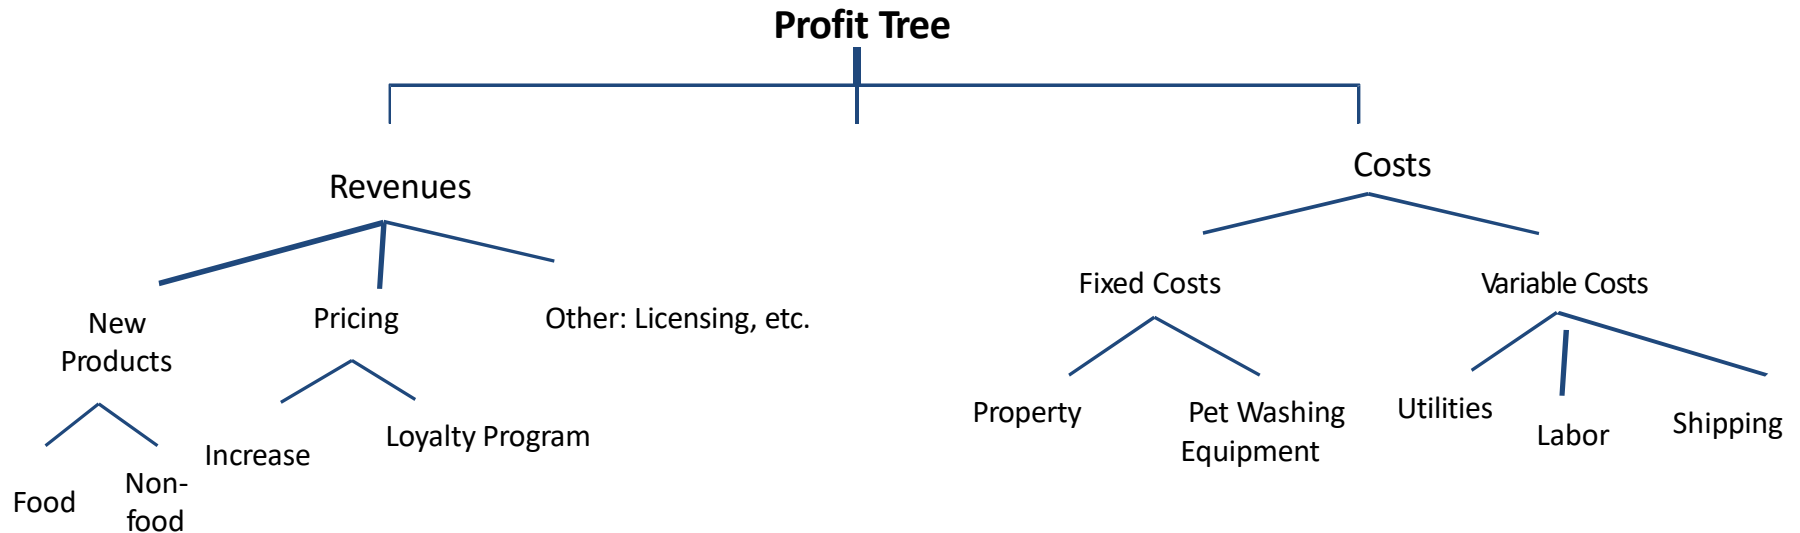 Profit Tree
Revenues
Costs
New
Products
Pricing
Other: Licensing, etc.
Fixed Costs
Variable Costs
Food
Non-
food
Increase
Loyalty Program
Property
Pet Washing
Equipment
Utilities
Labor
Shipping